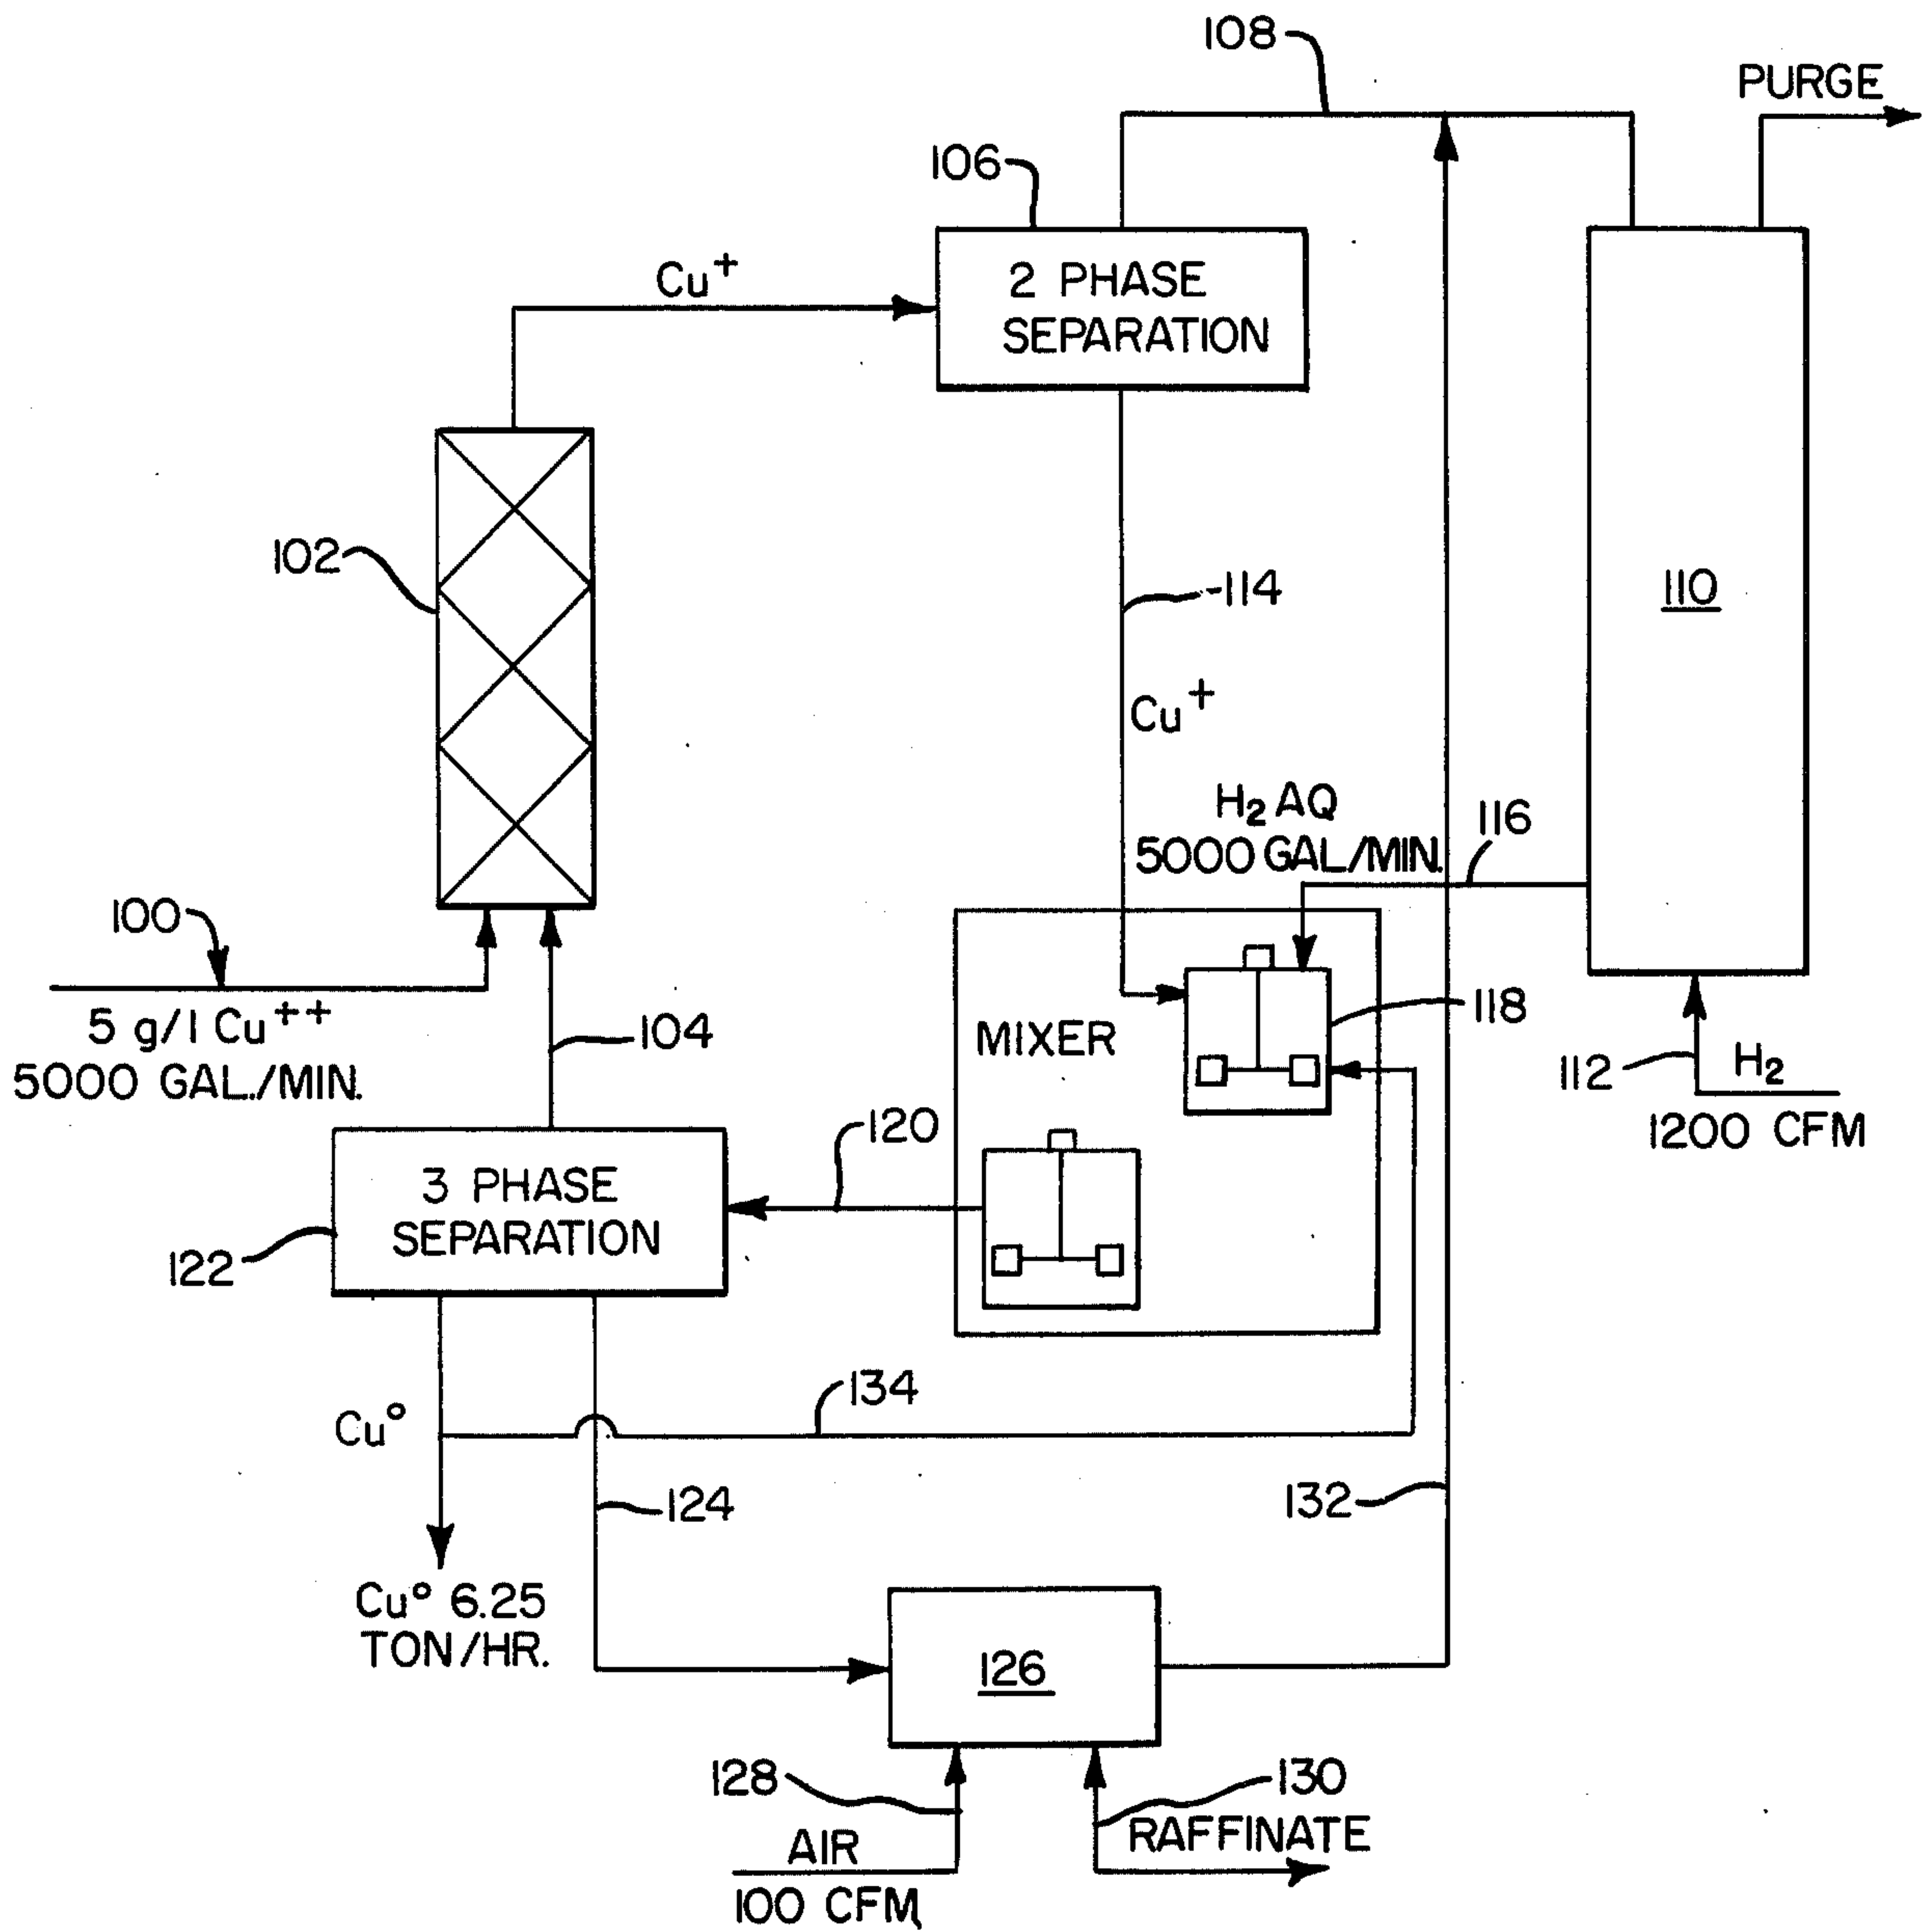 108
PURGE
106
2 PHASE
SEPARATION
Cu⁺
110
102
-114
Cu⁺
H₂ AQ
5000 GAL./MIN.
116
100
5 g/l Cu⁺⁺
5000 GAL./MIN.
104
MIXER
118
112
H₂
1200 CFM
120
3 PHASE
SEPARATION
122
134
Cu°
124
132
Cu° 6.25
TON/HR.
126
128
130
AIR
100 CFM
RAFFINATE